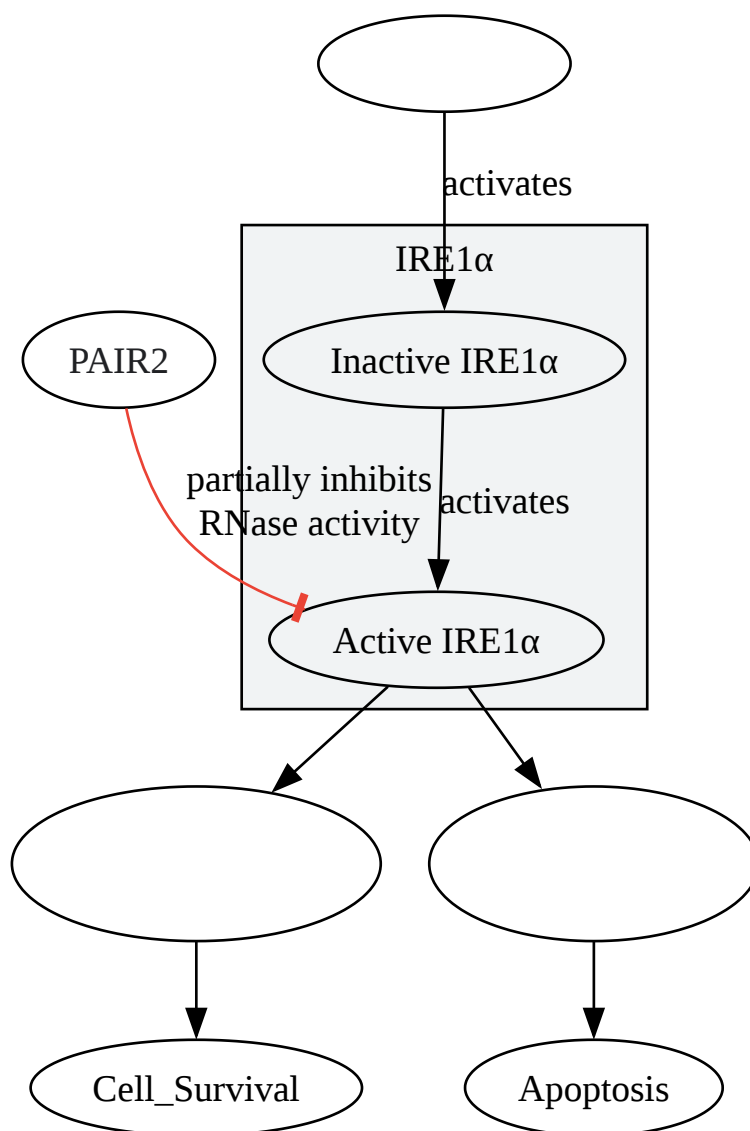 activates
IRE1α
PAIR2
Inactive IRE1α
partially inhibits
RNase activity
activates
Active IRE1α
Cell_Survival
Apoptosis